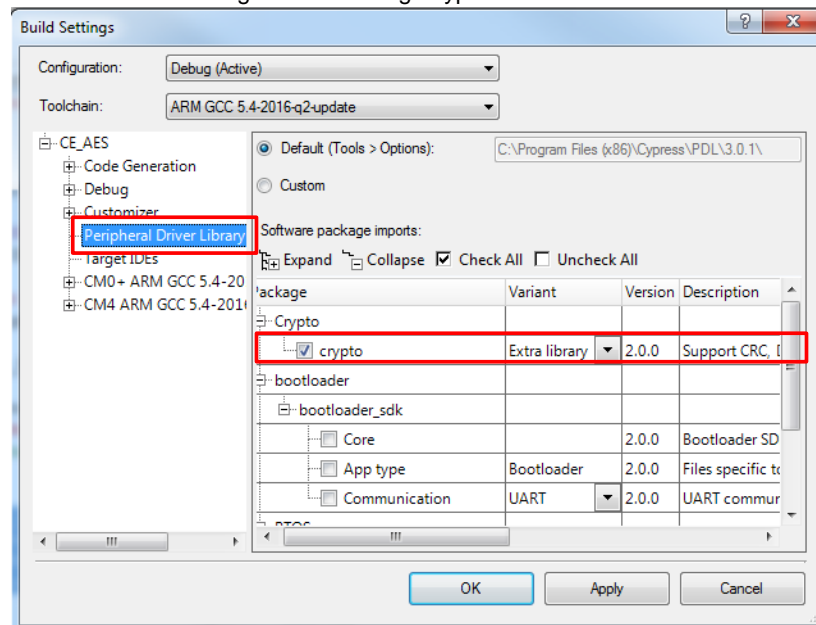 Build Settings
Configuration: Debug (Active)
Toolchain: ARM GCC 5.4-2016-q2-update
CE_AES
Code Generation
Debug
Customizer
Peripheral Driver Library
Target IDEs
CM0+ ARM GCC 5.4-20
CM4 ARM GCC 5.4-201
Default (Tools > Options): C:\Program Files (x86)\Cypress\PDL\3.0.1\
Custom
Software package imports:
Expand Collapse Check All Uncheck All
Package Variant Version Description
Crypto
crypto Extra library 2.0.0 Support CRC,
bootloader
bootloader_sdk
Core 2.0.0 Bootloader SD
App type Bootloader 2.0.0 Files specific to
Communication UART 2.0.0 UART commun
OK Apply Cancel